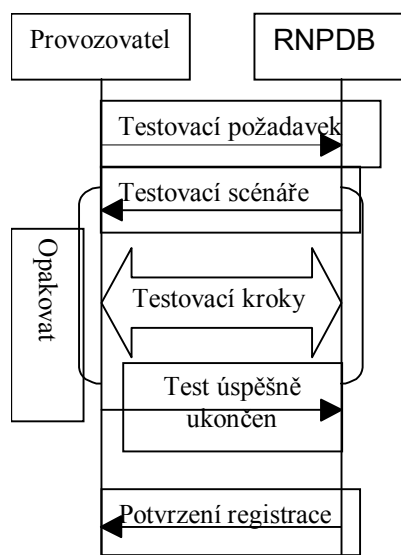 Provozovatel
RNPDB
Testovací požadavek
Testovací scénáře
Opakovat
Testovací kroky
Test úspěšně
ukončen
Potvrzení registrace